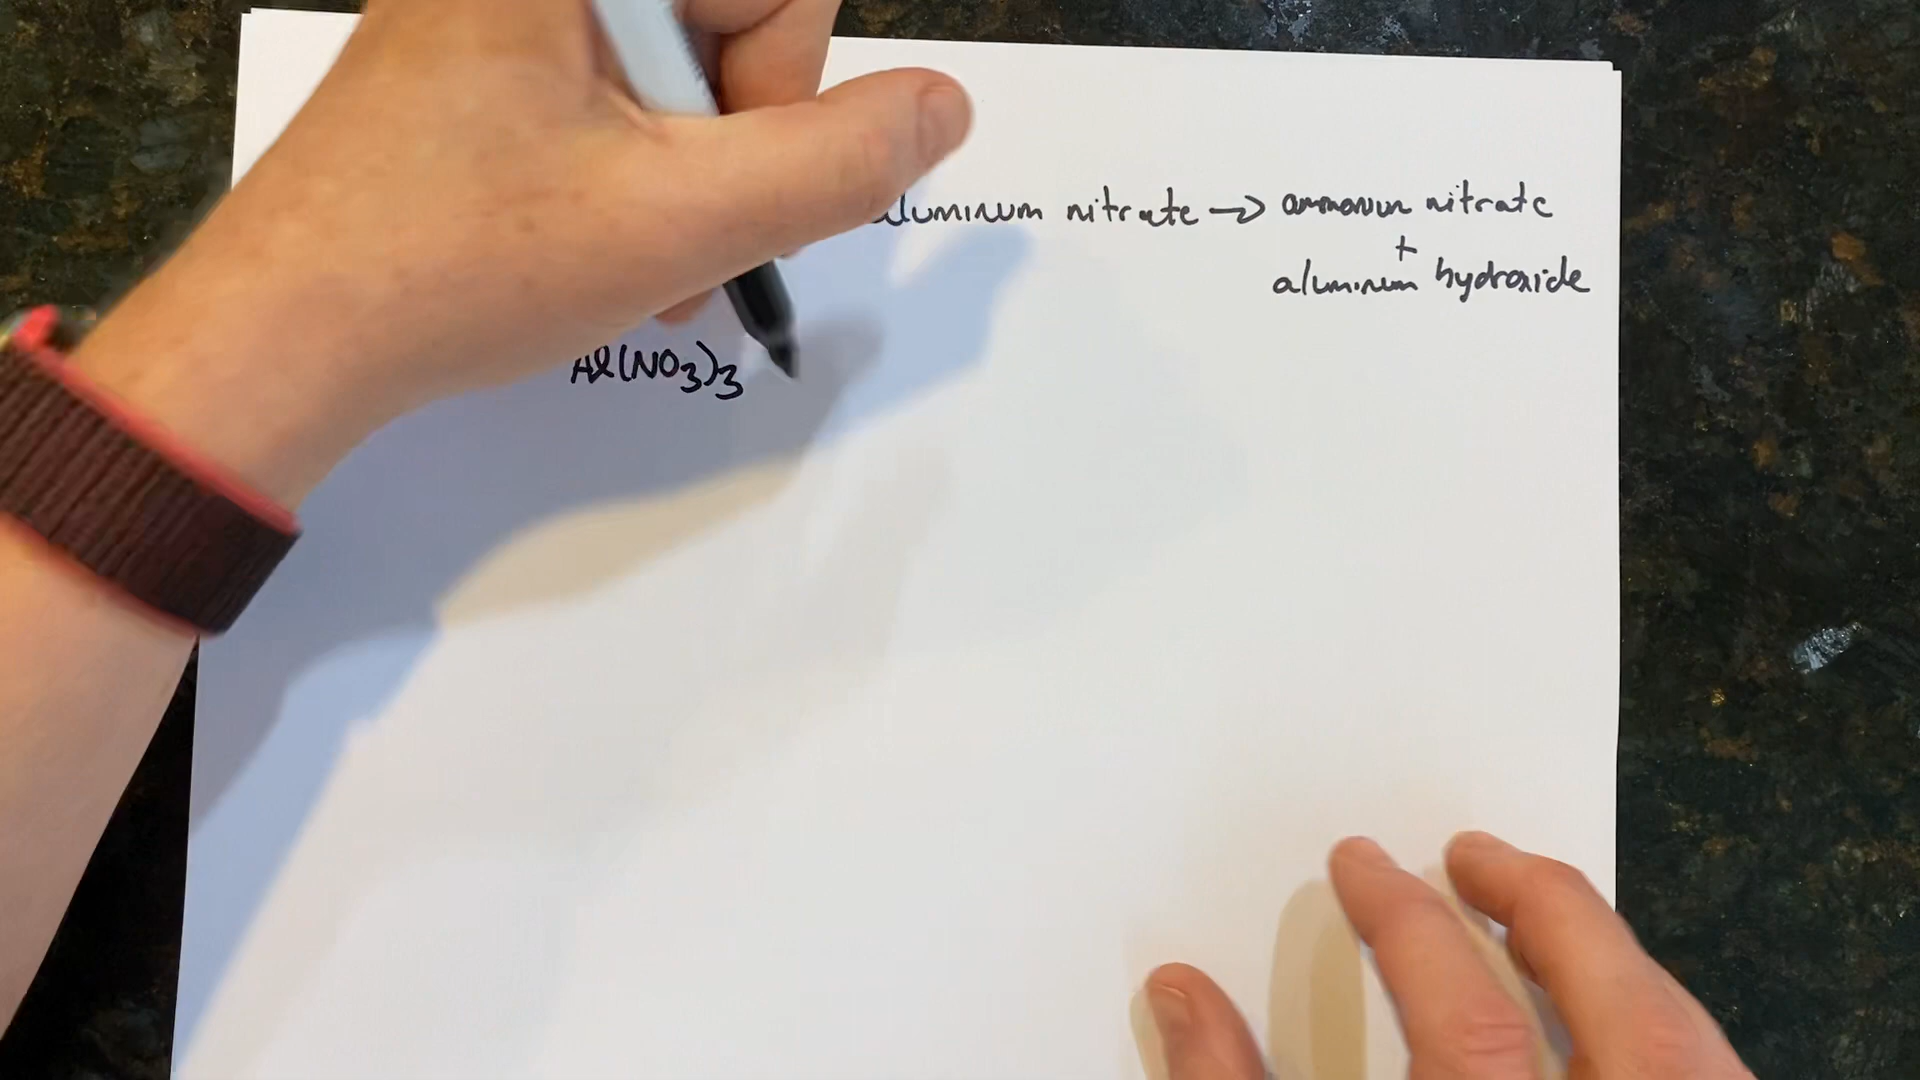 aluminum nitrate → ammonium nitrate
+
aluminum hydroxide
Al(NO3)3